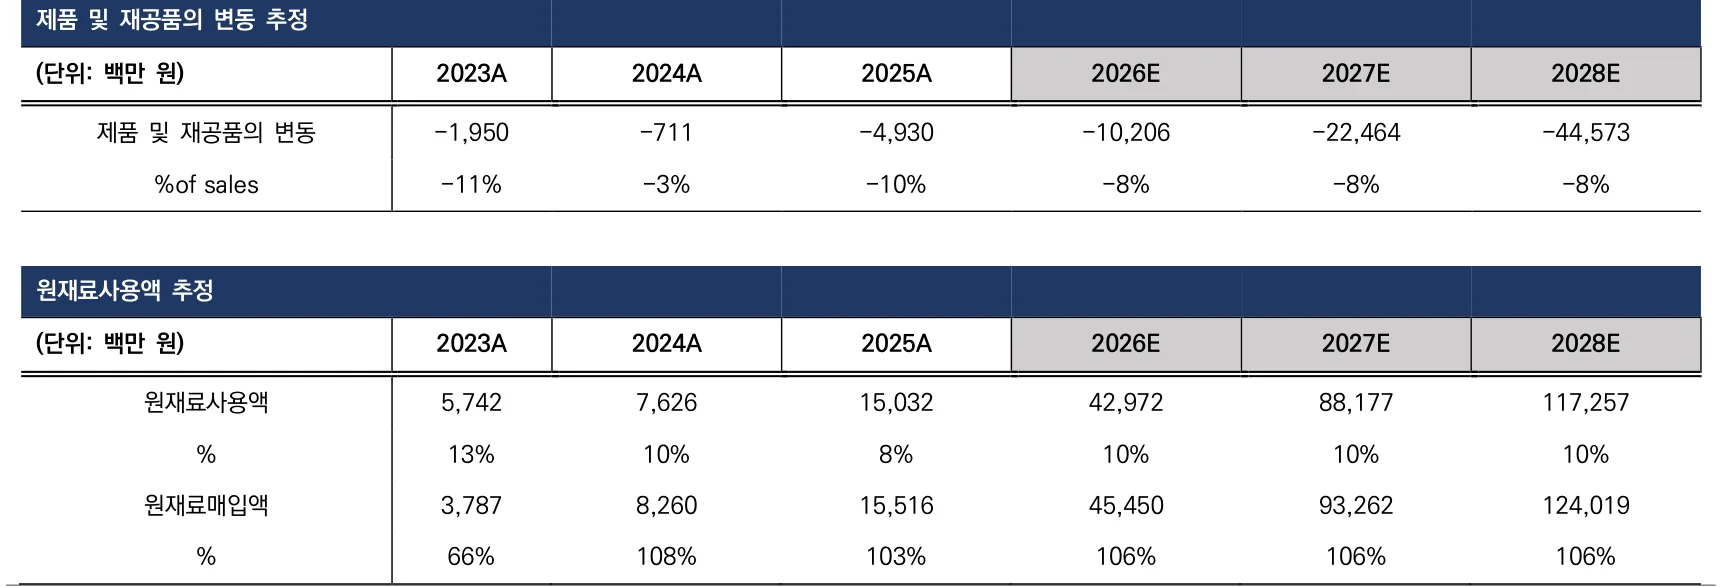 제품 및 재공품의 변동 추정
(단위: 백만 원) 2023A 2024A 2025A 2026E 2027E 2028E
제품 및 재공품의 변동 -1,950 -711 -4,930 -10,206 -22,464 -44,573
%of sales -11% -3% -10% -8% -8% -8%
원재료사용액 추정
(단위: 백만 원) 2023A 2024A 2025A 2026E 2027E 2028E
원재료사용액 5,742 7,626 15,032 42,972 88,177 117,257
% 13% 10% 8% 10% 10% 10%
원재료매입액 3,787 8,260 15,516 45,450 93,262 124,019
% 66% 108% 103% 106% 106% 106%